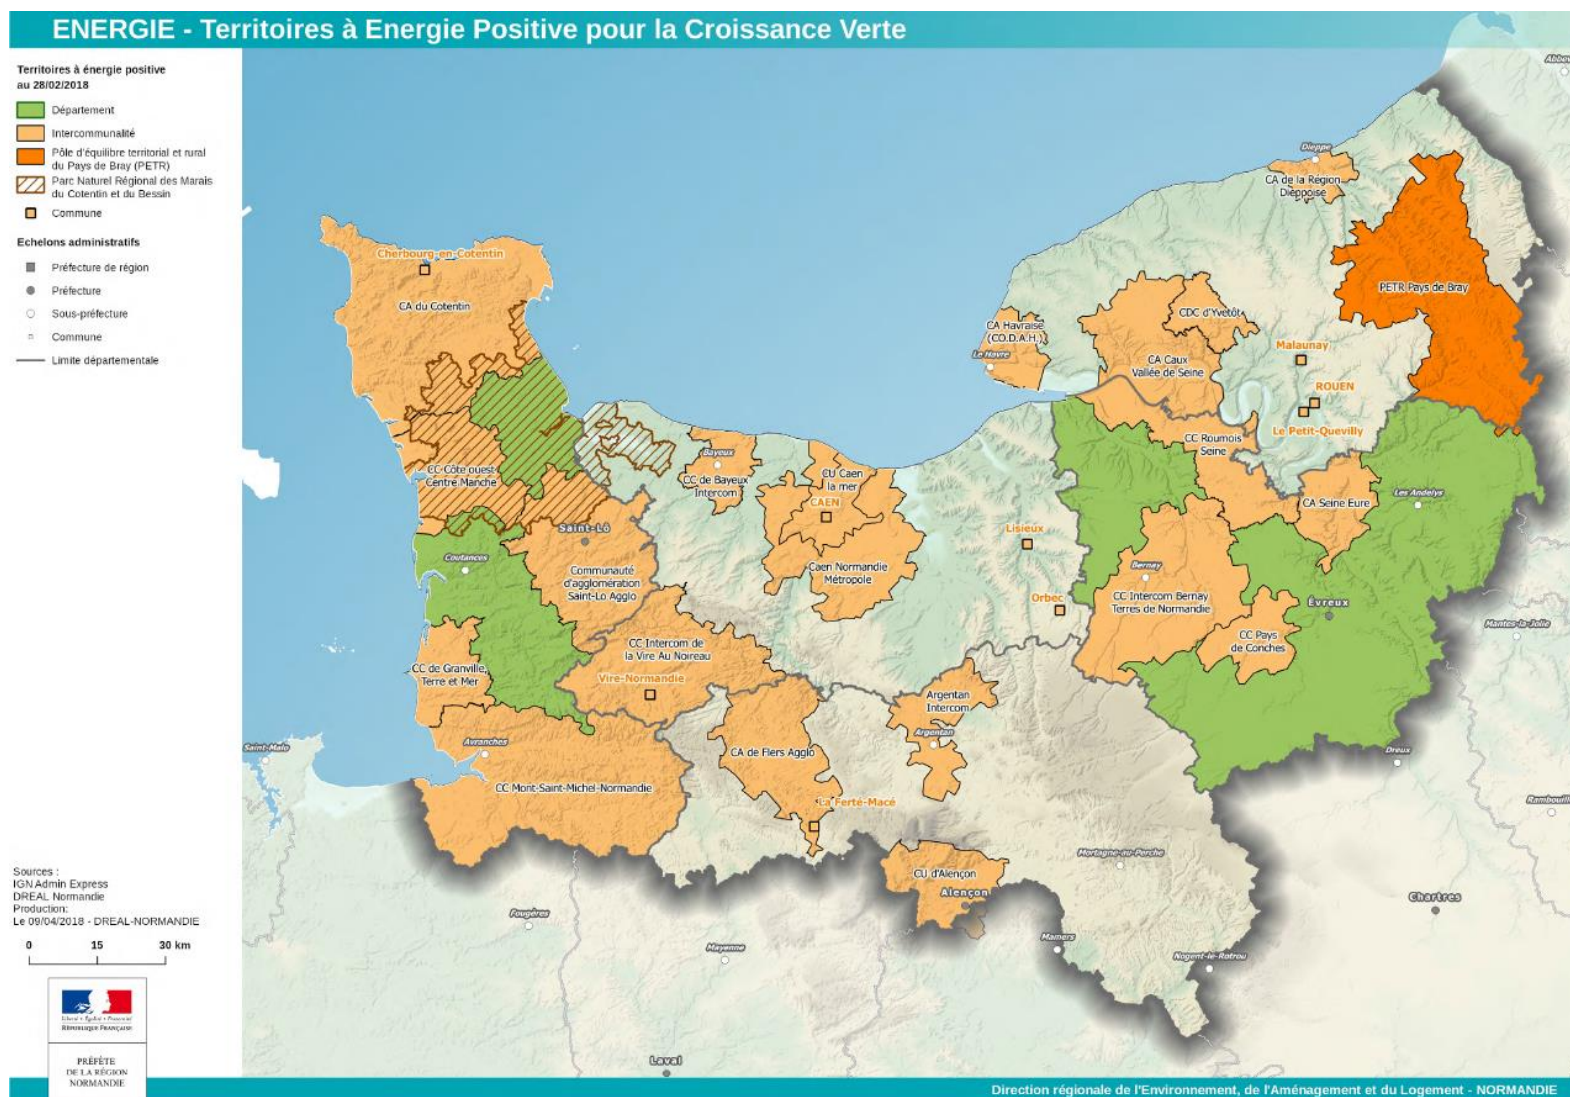 ENERGIE - Territoires à Energie Positive pour la Croissance Verte
Territoires à énergie positive
au 28/02/2018
Département
Intercommunalité
Pôle d'équilibre territorial et rural
du Pays de Bray (PETR)
Parc Naturel Régional des Marais
du Cotentin et du Bessin
Commune
Echelons administratifs
Préfecture de région
Préfecture
Sous-préfecture
Commune
Limite départementale
Dieppe
CA de la Région
Dieppoise
Cherbourg-en-Cotentin
CA du Cotentin
PETR Pays de Bray
CDC d'Yvetôt
CA Havraise
(CO.D.A.H.)
Le Havre
CA Caux
Vallée de Seine
Malaunay
ROUEN
Le Petit-Quevilly
CC Roumois
Seine
CC Côte ouest
Centre Manche
Bayeux
CC de Bayeux
Intercom
CU Caen
la mer
CAEN
CA Seine Eure
Les Andelys
Saint-Lô
Lisieux
Coutances
Communauté
d'agglomération
Saint-Lo Agglo
Caen Normandie
Métropole
Bernay
CC Intercom Bernay
Terres de Normandie
Orbec
Évreux
Mantes-la-Jolie
CC Pays
de Conches
CC Intercom de
la Vire Au Noireau
Vire-Normandie
CC de Granville,
Terre et Mer
Argentan
Intercom
Argentan
Saint-Malo
Avranches
CA de Flers Agglo
Dreux
CC Mont-Saint-Michel-Normandie
La Ferté-Macé
Mortagne-au-Perche
CU d'Alençon
Alençon
Chartres
Fougères
Mayenne
Mamers
Nogent-le-Rotrou
Laval
Sources :
IGN Admin Express
DREAL Normandie
Production:
Le 09/04/2018 - DREAL-NORMANDIE
0 15 30 km
Liberté • Égalité • Fraternité
RÉPUBLIQUE FRANÇAISE
PRÉFÈTE
DE LA RÉGION
NORMANDIE
Direction régionale de l'Environnement, de l'Aménagement et du Logement - NORMANDIE